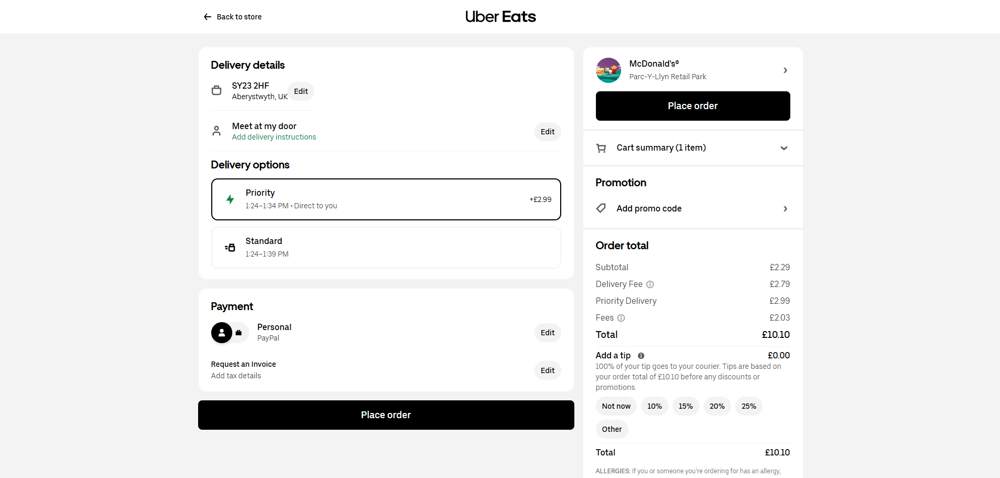 Back to store
Uber Eats
Delivery details
SY23 2HF
Aberystwyth, UK
Edit
Meet at my door
Add delivery instructions
Edit
Delivery options
Priority
1:24–1:34 PM • Direct to you
+£2.99
Standard
1:24–1:39 PM
Payment
Personal
PayPal
Edit
Request an Invoice
Add tax details
Edit
Place order
McDonald's®
Parc-Y-Llyn Retail Park
Place order
Cart summary (1 item)
Promotion
Add promo code
Order total
Subtotal £2.29
Delivery Fee £2.79
Priority Delivery £2.99
Fees £2.03
Total £10.10
Add a tip £0.00
100% of your tip goes to your courier. Tips are based on
your order total of £10.10 before any discounts or
promotions.
Not now 10% 15% 20% 25%
Other
Total £10.10
ALLERGIES: If you or someone you're ordering for has an allergy,